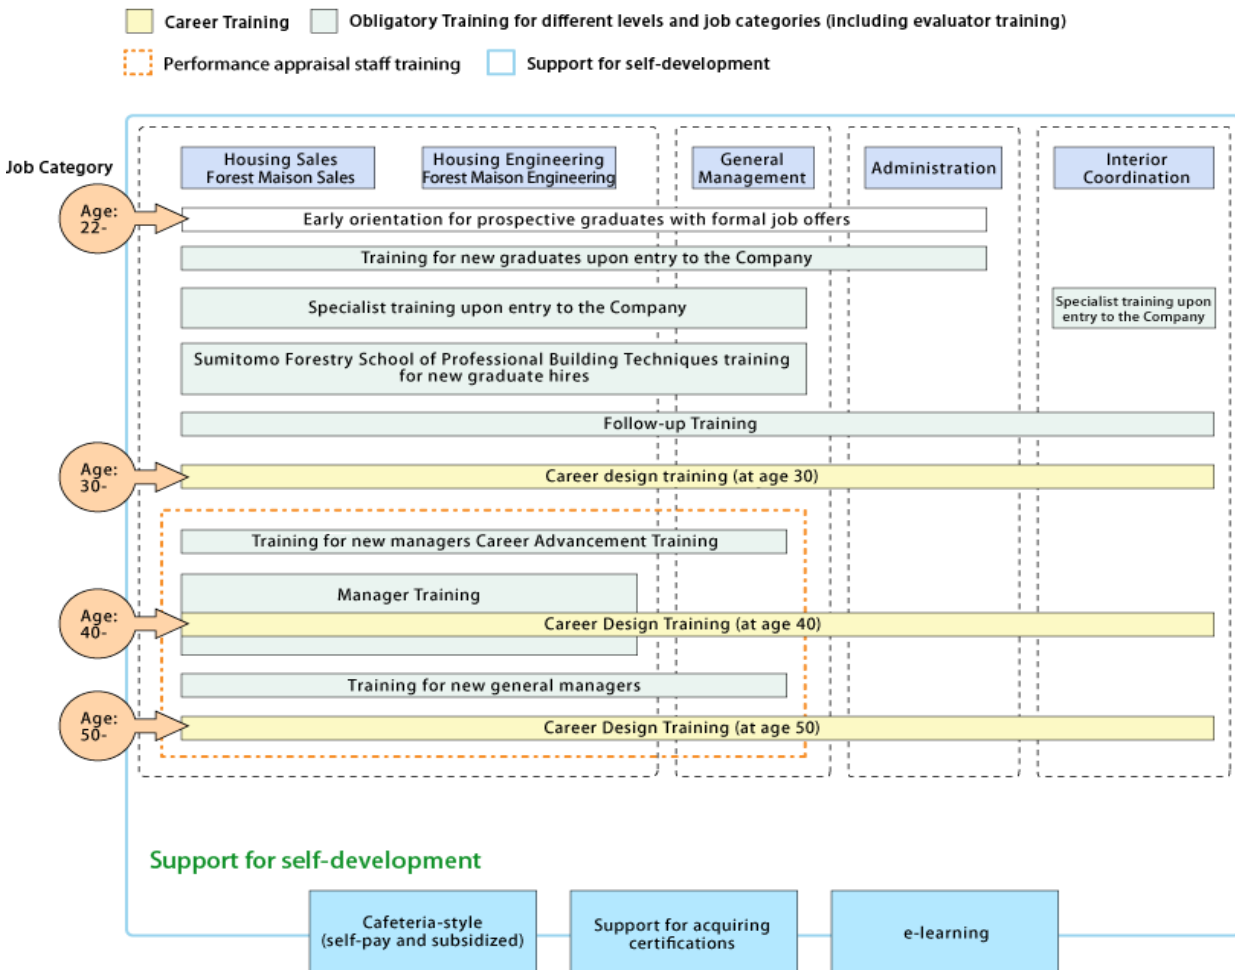 Career Training
Obligatory Training for different levels and job categories (including evaluator training)
Performance appraisal staff training
Support for self-development
Job Category
Housing Sales
Forest Maison Sales
Housing Engineering
Forest Maison Engineering
General
Management
Administration
Interior
Coordination
Age:
22-
Early orientation for prospective graduates with formal job offers
Training for new graduates upon entry to the Company
Specialist training upon entry to the Company
Specialist training upon
entry to the Company
Sumitomo Forestry School of Professional Building Techniques training
for new graduate hires
Follow-up Training
Age:
30-
Career design training (at age 30)
Training for new managers Career Advancement Training
Manager Training
Age:
40-
Career Design Training (at age 40)
Training for new general managers
Age:
50-
Career Design Training (at age 50)
Support for self-development
Cafeteria-style
(self-pay and subsidized)
Support for acquiring
certifications
e-learning